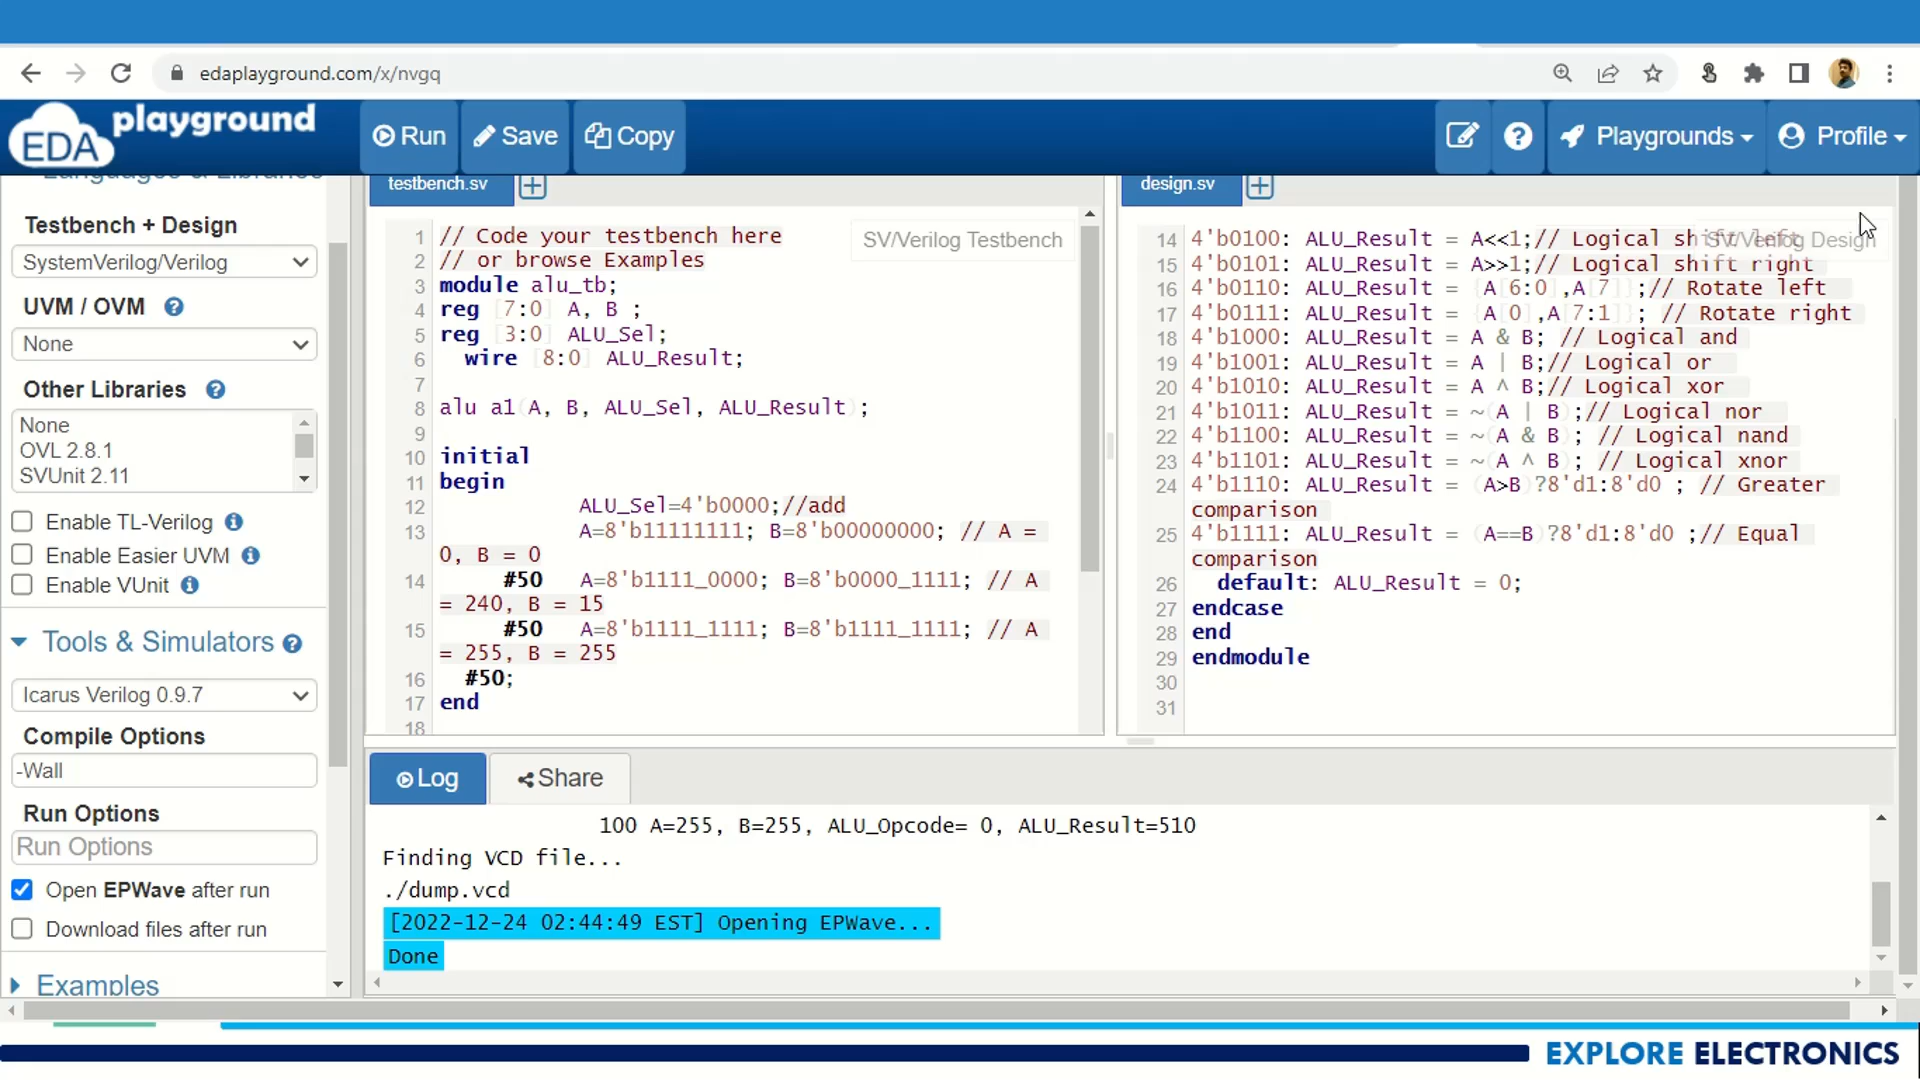 edaplayground.com/x/nvgq
EDA playground
Run
Save
Copy
Playgrounds
Profile
Languages & Libraries
Testbench + Design
SystemVerilog/Verilog
UVM / OVM
None
Other Libraries
None
OVL 2.8.1
SVUnit 2.11
Enable TL-Verilog
Enable Easier UVM
Enable VUnit
Tools & Simulators
Icarus Verilog 0.9.7
Compile Options
-Wall
Run Options
Run Options
Open EPWave after run
Download files after run
Examples
testbench.sv
SV/Verilog Testbench
1 // Code your testbench here
2 // or browse Examples
3 module alu_tb;
4 reg [7:0] A, B ;
5 reg [3:0] ALU_Sel;
6 wire [8:0] ALU_Result;
7
8 alu a1(A, B, ALU_Sel, ALU_Result);
9
10 initial
11 begin
12 ALU_Sel=4'b0000;//add
13 A=8'b11111111; B=8'b00000000; // A =
0, B = 0
14 #50 A=8'b1111_0000; B=8'b0000_1111; // A
= 240, B = 15
15 #50 A=8'b1111_1111; B=8'b1111_1111; // A
= 255, B = 255
16 #50;
17 end
18
design.sv
SV/Verilog Design
14 4'b0100: ALU_Result = A<<1;// Logical shift left
15 4'b0101: ALU_Result = A>>1;// Logical shift right
16 4'b0110: ALU_Result = {A[6:0],A[7]};// Rotate left
17 4'b0111: ALU_Result = {A[0],A[7:1]}; // Rotate right
18 4'b1000: ALU_Result = A & B; // Logical and
19 4'b1001: ALU_Result = A | B;// Logical or
20 4'b1010: ALU_Result = A ^ B;// Logical xor
21 4'b1011: ALU_Result = ~(A | B);// Logical nor
22 4'b1100: ALU_Result = ~(A & B); // Logical nand
23 4'b1101: ALU_Result = ~(A ^ B); // Logical xnor
24 4'b1110: ALU_Result = (A>B)?8'd1:8'd0 ; // Greater
comparison
25 4'b1111: ALU_Result = (A==B)?8'd1:8'd0 ;// Equal
comparison
26 default: ALU_Result = 0;
27 endcase
28 end
29 endmodule
30
31
Log
Share
100 A=255, B=255, ALU_Opcode= 0, ALU_Result=510
Finding VCD file...
./dump.vcd
[2022-12-24 02:44:49 EST] Opening EPWave...
Done
EXPLORE ELECTRONICS